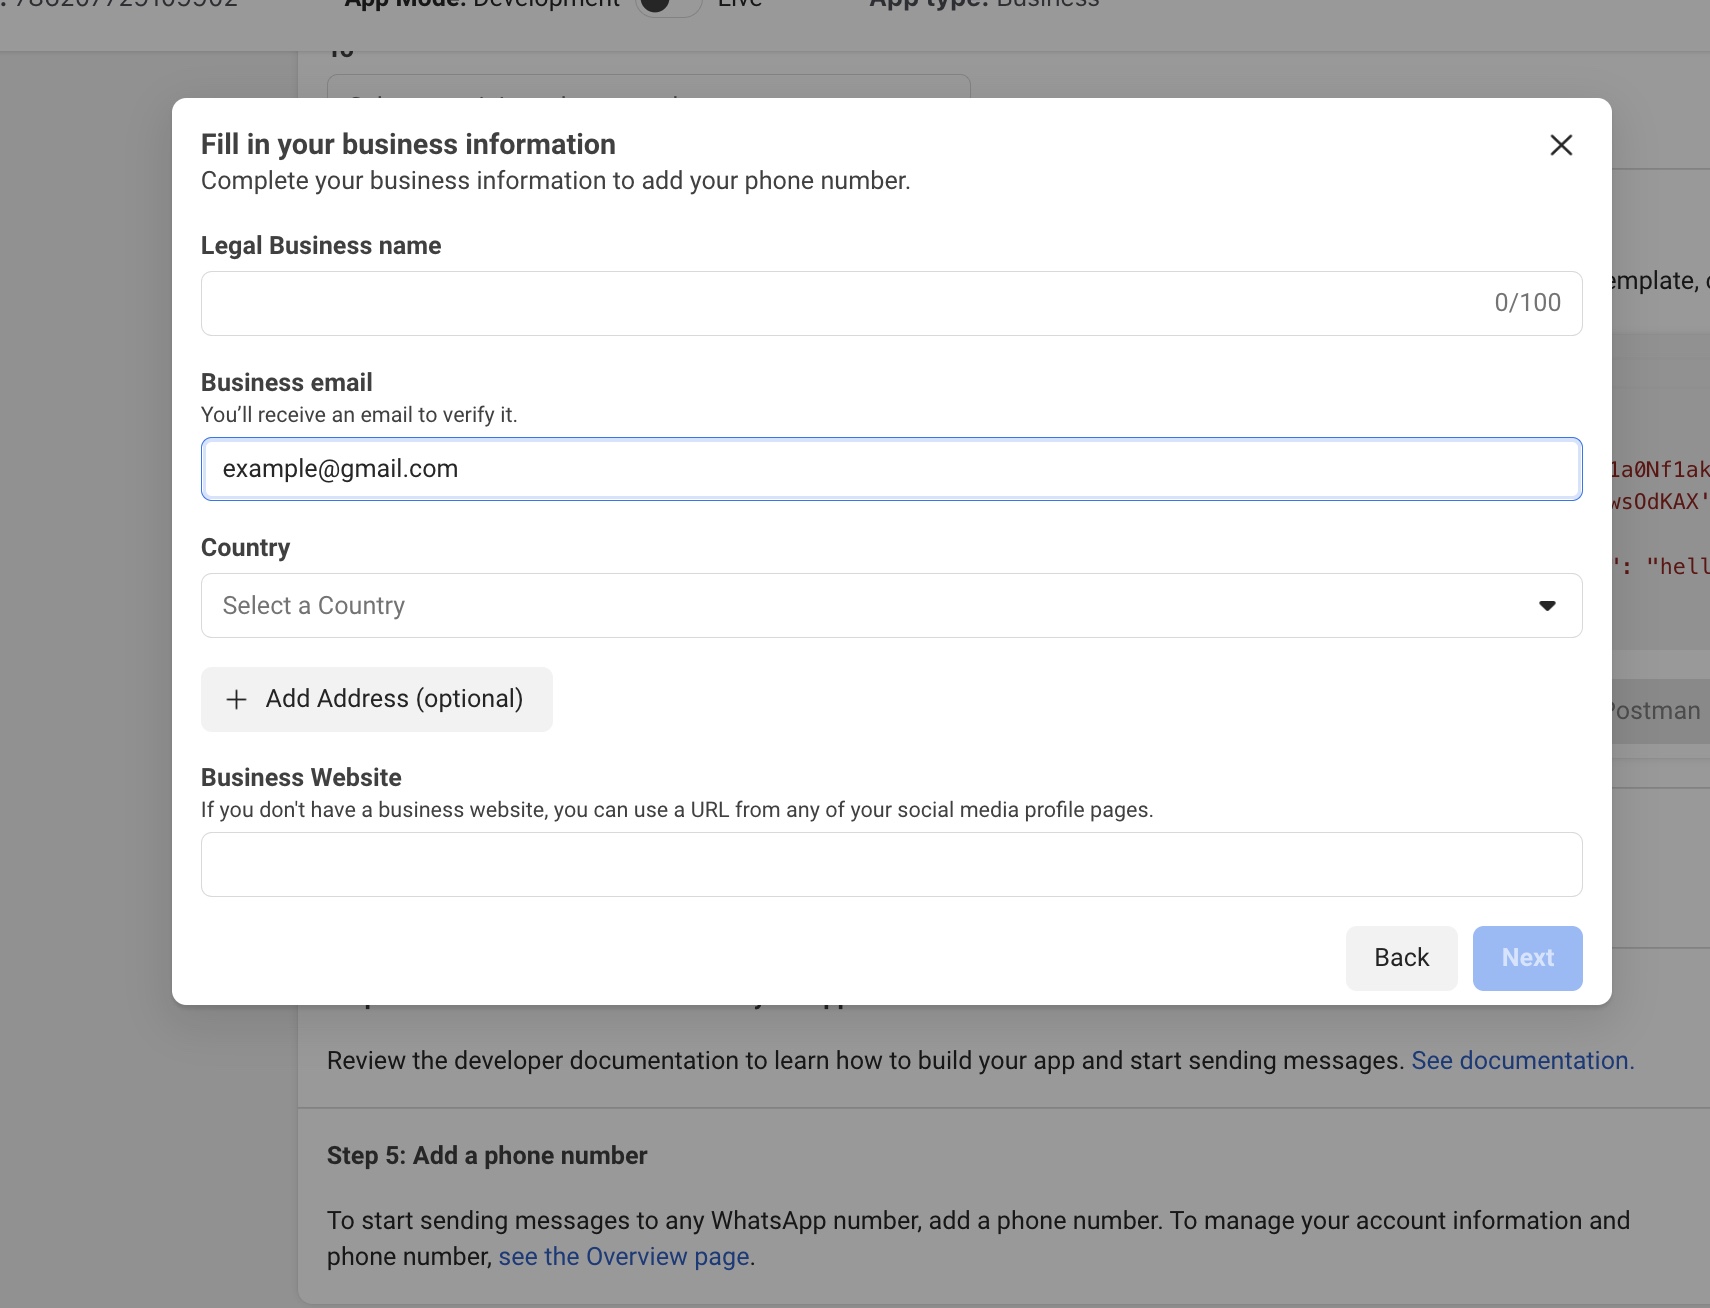 App Mode: Development Live App type: Business
To
Fill in your business information
Complete your business information to add your phone number.
Legal Business name
0/100
Business email
You’ll receive an email to verify it.
example@gmail.com
Country
Select a Country
+ Add Address (optional)
Business Website
If you don't have a business website, you can use a URL from any of your social media profile pages.
Back Next
emplate,
1a0Nf1ak
wsOdKAX'
': "hell
Postman
Review the developer documentation to learn how to build your app and start sending messages. See documentation.
Step 5: Add a phone number
To start sending messages to any WhatsApp number, add a phone number. To manage your account information and
phone number, see the Overview page.